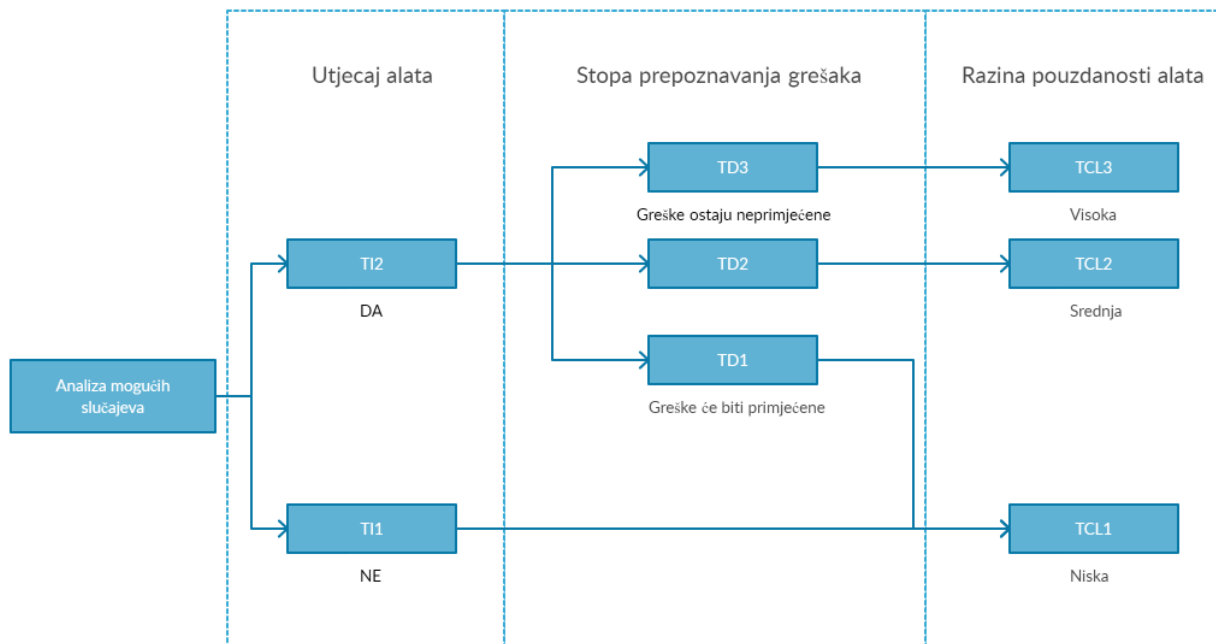 Utjecaj alata
Stopa prepoznavanja grešaka
Razina pouzdanosti alata
TD3
TCL3
Greške ostaju neprimjećene
Visoka
TI2
TD2
TCL2
DA
Srednja
TD1
Analiza mogućih
slučajeva
Greške će biti primjećene
TI1
TCL1
NE
Niska